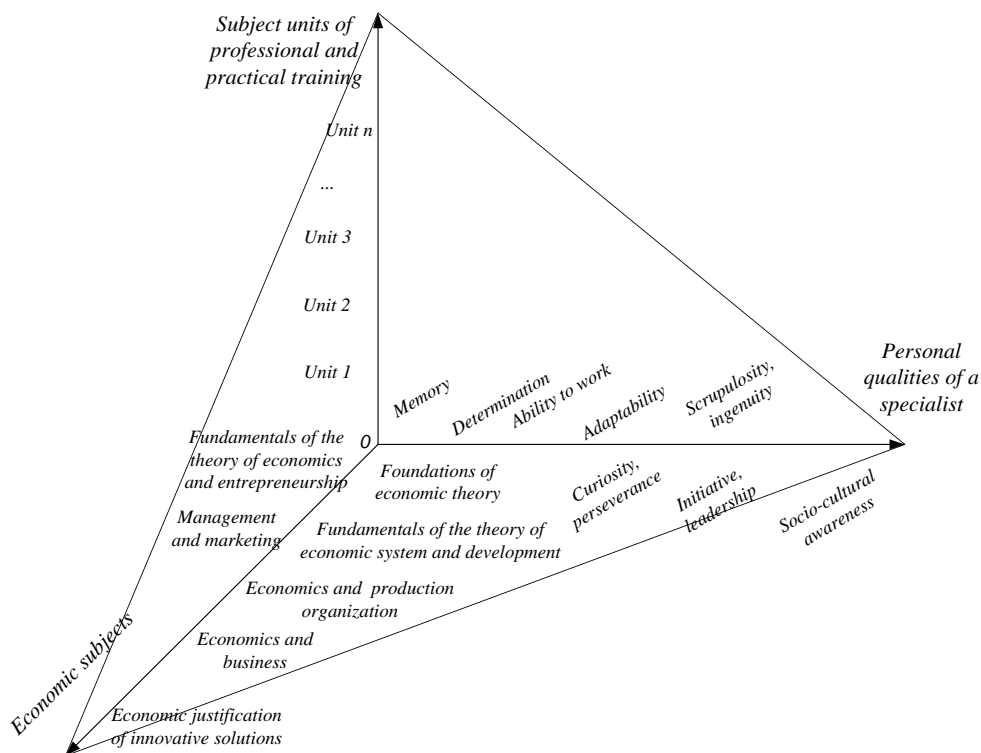 Subject units of
professional and
practical training
Unit n
...
Unit 3
Unit 2
Unit 1
0
Memory
Determination
Ability to work
Adaptability
Scrupulosity,
ingenuity
Personal
qualities of a
specialist
Fundamentals of the
theory of economics
and entrepreneurship
Management
and marketing
Foundations of
economic theory
Fundamentals of the theory of
economic system and development
Economics and production
organization
Economics and
business
Economic justification
of innovative solutions
Curiosity,
perseverance
Initiative,
leadership
Socio-cultural
awareness
Economic subjects